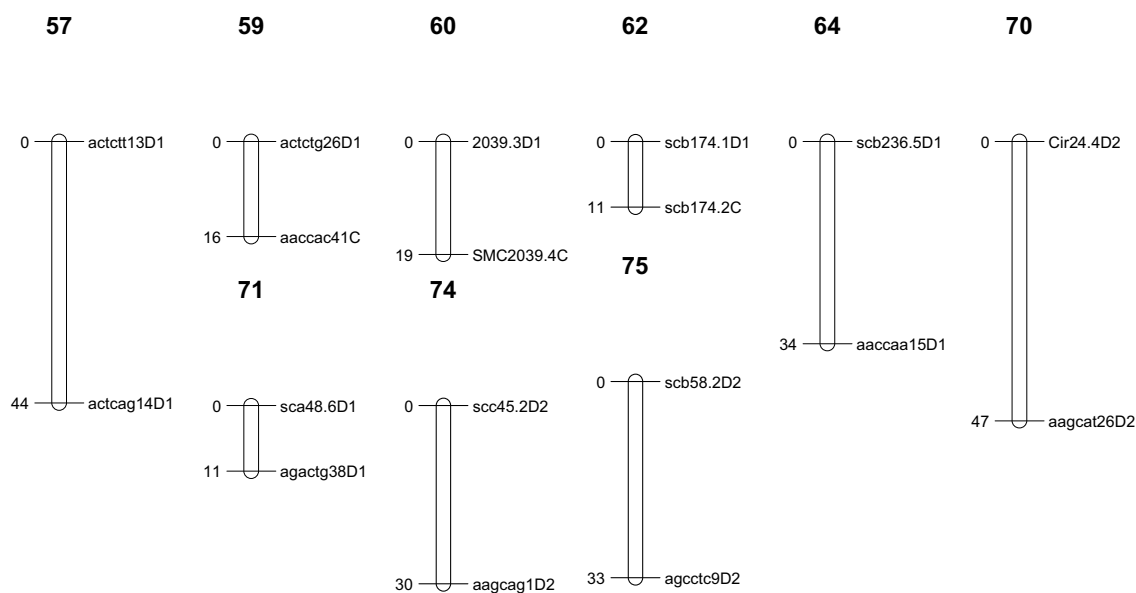 57 59 60 62 64 70
0 actctt13D1 0 actctg26D1 0 2039.3D1 0 scb174.1D1 0 scb236.5D1 0 Cir24.4D2
11 scb174.2C
16 aaccac41C
19 SMC2039.4C
75
71 74
34 aaccaa15D1
0 scb58.2D2
44 actcag14D1 0 sca48.6D1 0 scc45.2D2
47 aagcat26D2
11 agactg38D1
33 agcctc9D2
30 aagcag1D2